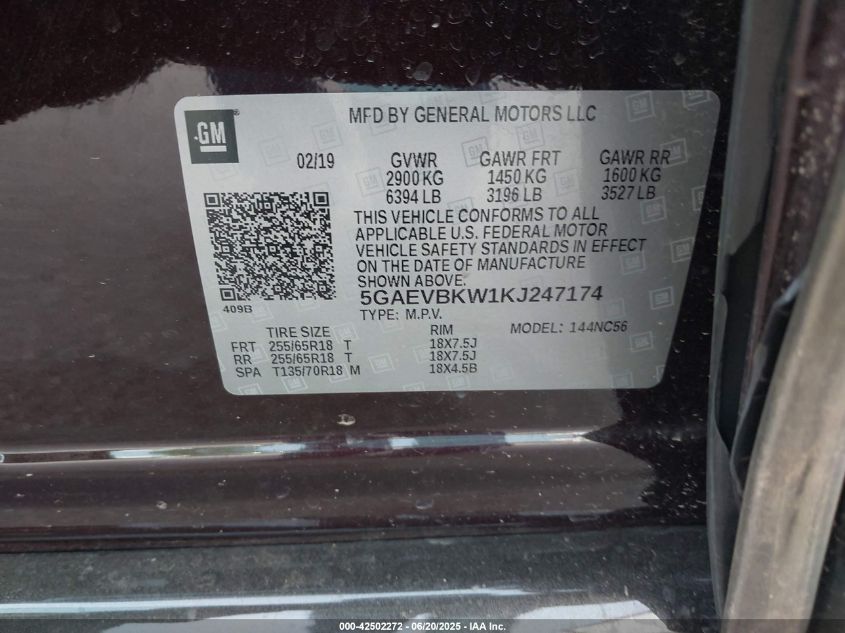 GM®
MFD BY GENERAL MOTORS LLC
02/19 GVWR GAWR FRT GAWR RR
2900 KG 1450 KG 1600 KG
6394 LB 3196 LB 3527 LB
THIS VEHICLE CONFORMS TO ALL
APPLICABLE U.S. FEDERAL MOTOR
VEHICLE SAFETY STANDARDS IN EFFECT
ON THE DATE OF MANUFACTURE
SHOWN ABOVE.
409B
5GAEVBKW1KJ247174
TYPE: M.P.V. MODEL: 144NC56
TIRE SIZE RIM
FRT 255/65R18 T 18X7.5J
RR 255/65R18 T 18X7.5J
SPA T135/70R18 M 18X4.5B
000-42502272 - 06/20/2025 - IAA Inc.